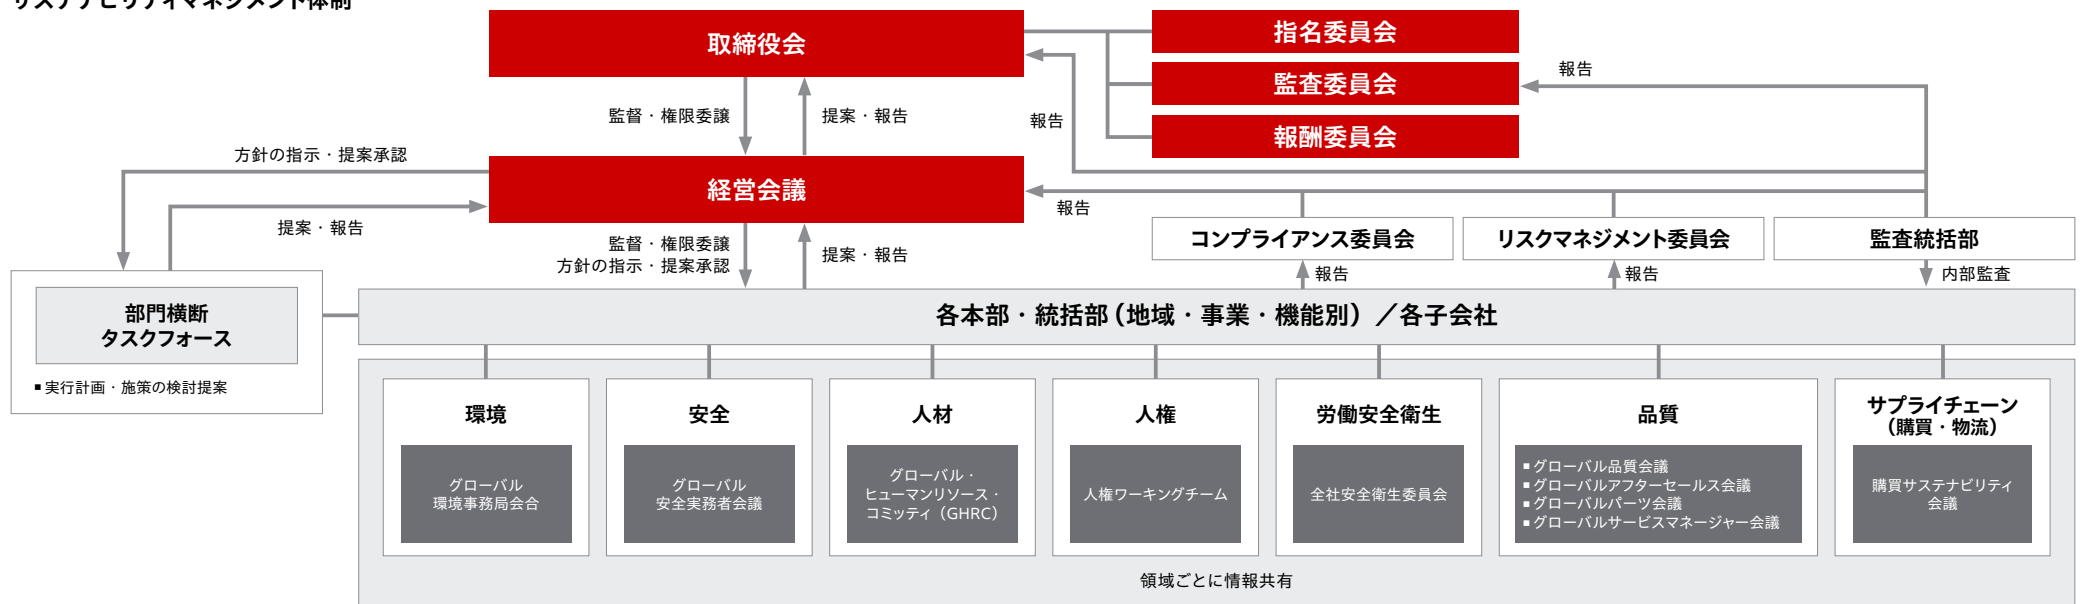 サステナビリティマネジメント体制
取締役会
指名委員会
監査委員会
報酬委員会
報告
監督・権限委譲
提案・報告
報告
方針の指示・提案承認
経営会議
提案・報告
報告
監督・権限委譲
方針の指示・提案承認
提案・報告
コンプライアンス委員会
リスクマネジメント委員会
監査統括部
報告
報告
内部監査
部門横断
タスクフォース
■実行計画・施策の検討提案
各本部・統括部(地域・事業・機能別)/各子会社
環境
グローバル
環境事務局会合
安全
グローバル
安全実務者会議
人材
グローバル・
ヒューマンリソース・
コミッティ(GHRC)
人権
人権ワーキングチーム
労働安全衛生
全社安全衛生委員会
品質
■グローバル品質会議
■グローバルアフターセールス会議
■グローバルパーツ会議
■グローバルサービスマネージャー会議
サプライチェーン
(購買・物流)
購買サステナビリティ
会議
領域ごとに情報共有